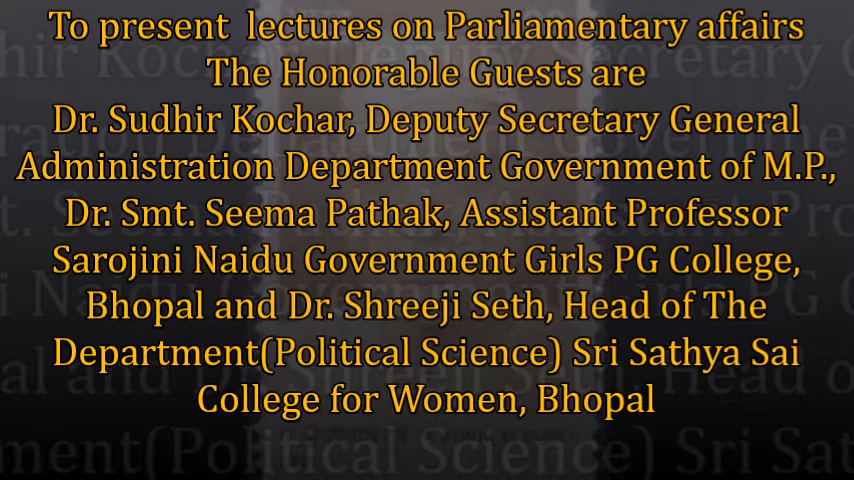 To present lectures on Parliamentary affairs
The Honorable Guests are
Dr. Sudhir Kochar, Deputy Secretary General
Administration Department Government of M.P.,
Dr. Smt. Seema Pathak, Assistant Professor
Sarojini Naidu Government Girls PG College,
Bhopal and Dr. Shreeji Seth, Head of The
Department(Political Science) Sri Sathya Sai
College for Women, Bhopal